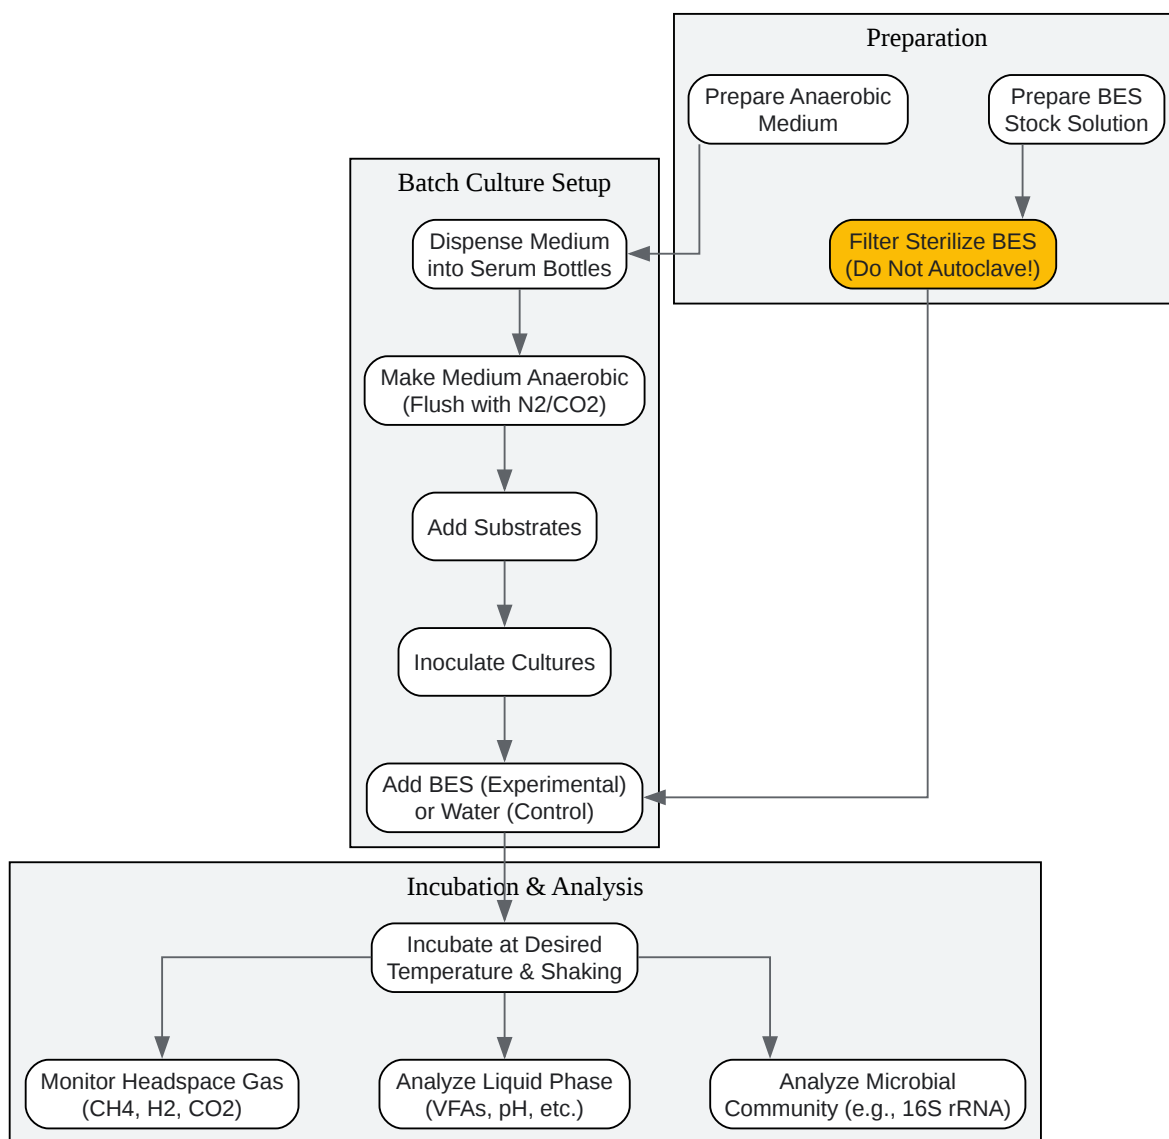 Preparation
Prepare Anaerobic
Medium
Prepare BES
Stock Solution
Filter Sterilize BES
(Do Not Autoclave!)
Batch Culture Setup
Dispense Medium
into Serum Bottles
Make Medium Anaerobic
(Flush with N2/CO2)
Add Substrates
Inoculate Cultures
Add BES (Experimental)
or Water (Control)
Incubation & Analysis
Incubate at Desired
Temperature & Shaking
Monitor Headspace Gas
(CH4, H2, CO2)
Analyze Liquid Phase
(VFAs, pH, etc.)
Analyze Microbial
Community (e.g., 16S rRNA)